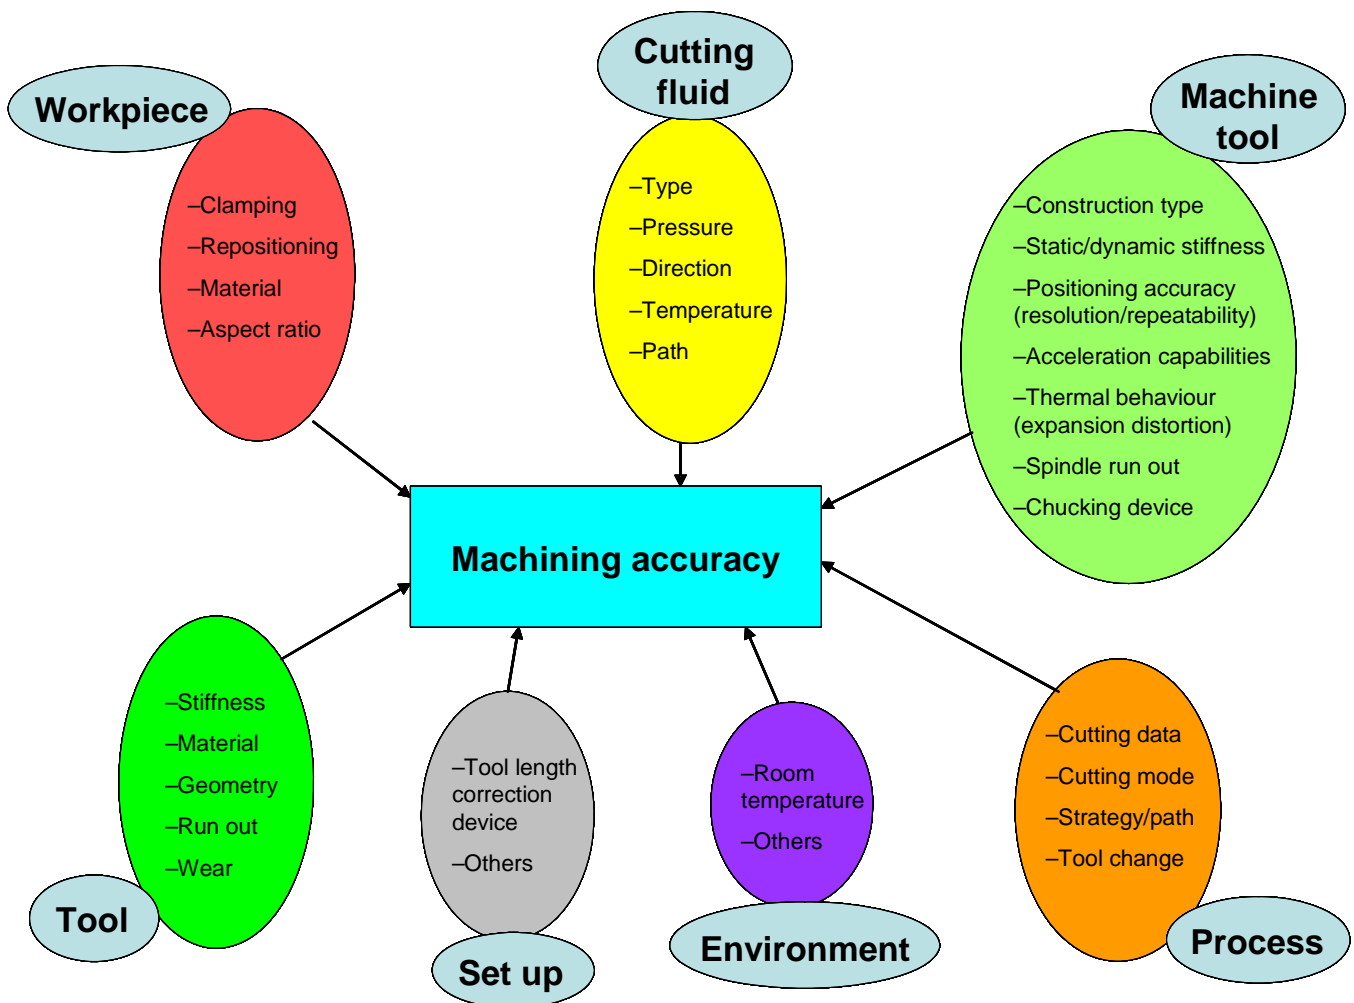 Workpiece
–Clamping
–Repositioning
–Material
–Aspect ratio
Cutting
fluid
–Type
–Pressure
–Direction
–Temperature
–Path
Machine
tool
–Construction type
–Static/dynamic stiffness
–Positioning accuracy
(resolution/repeatability)
–Acceleration capabilities
–Thermal behaviour
(expansion distortion)
–Spindle run out
–Chucking device
Machining accuracy
–Stiffness
–Material
–Geometry
–Run out
–Wear
Tool
–Tool length
correction
device
–Others
Set up
–Room
temperature
–Others
Environment
–Cutting data
–Cutting mode
–Strategy/path
–Tool change
Process